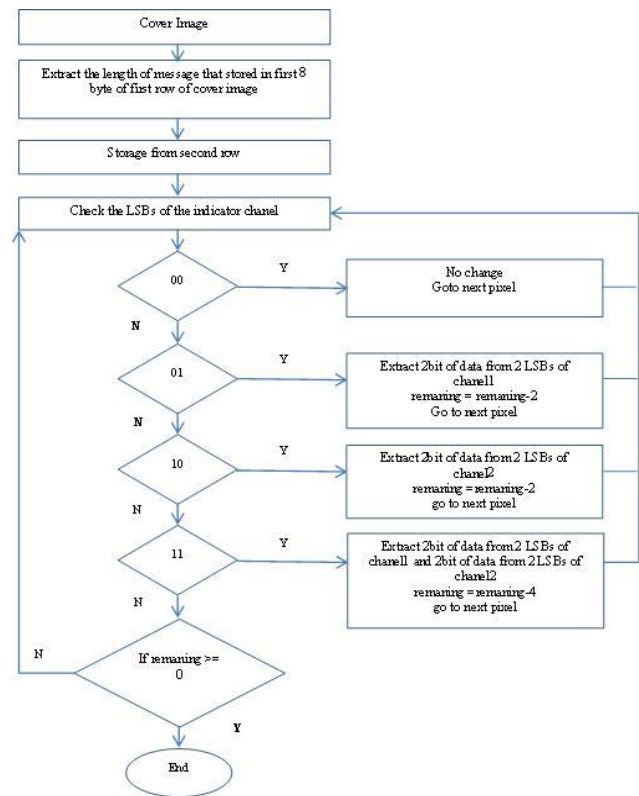 Cover Image
Extract the length of message that stored in first 8
byte of first row of cover image
Storage from second row
Check the LSBs of the indicator chanel
00
Y
No change
Goto next pixel
N
01
Y
Extract 2bit of data from 2 LSBs of
chanel1
remaning = remaning-2
Go to next pixel
N
10
Y
Extract 2bit of data from 2 LSBs of
chanel2
remaning =remaning-2
go to next pixel
N
11
Y
Extract 2bit of data from 2 LSBs of
chanel1 and 2bit of data from 2 LSBs of
chanel2
remaning =remaning-4
go to next pixel
N
N
If remaning >=
0
Y
End